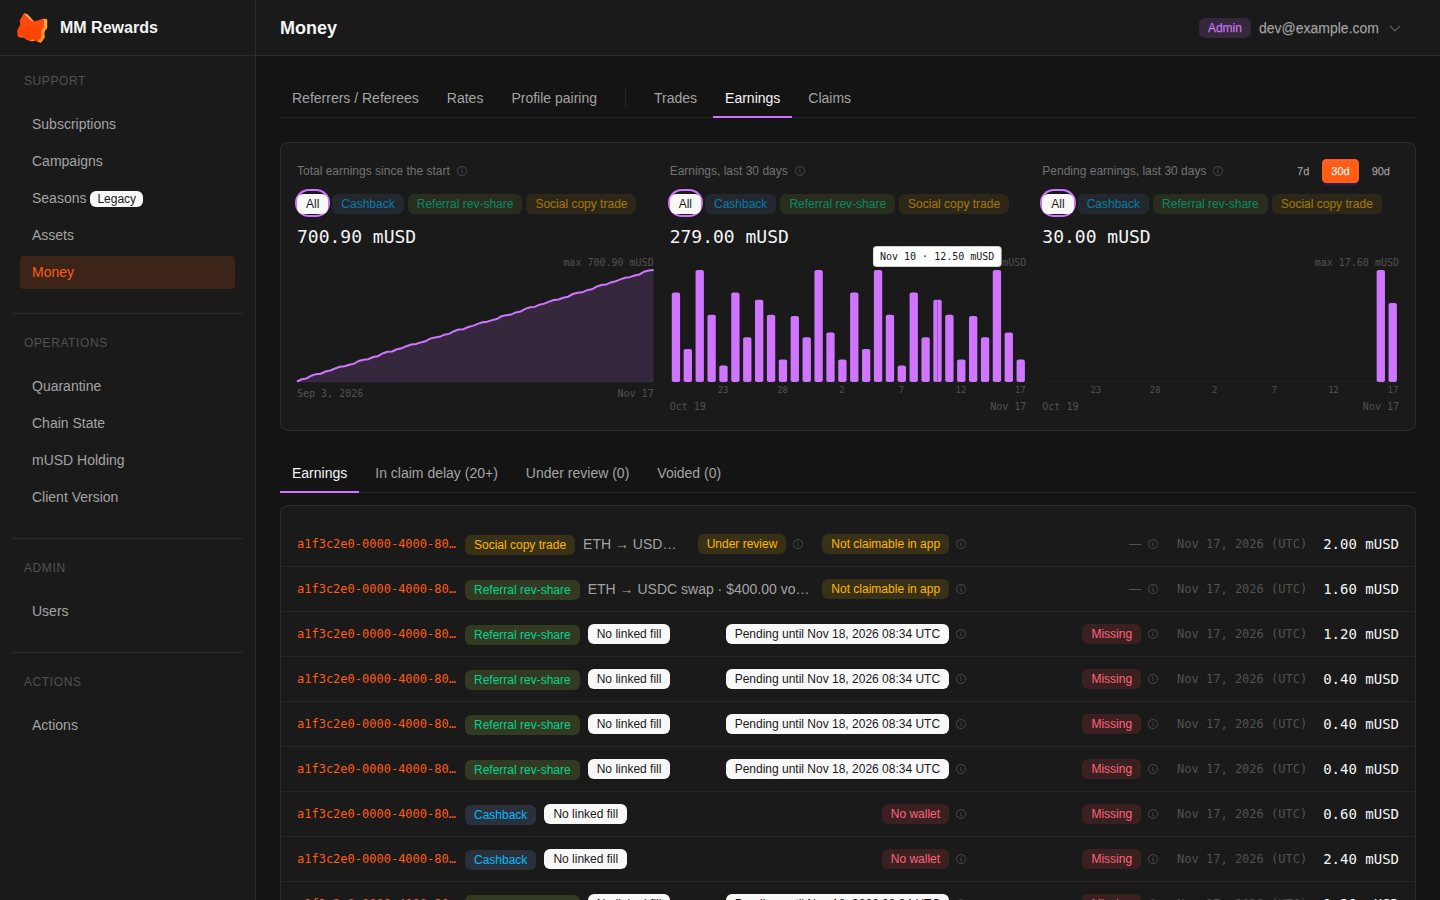 MM Rewards
Money
Admin dev@example.com
SUPPORT
Subscriptions
Campaigns
Seasons Legacy
Assets
Money
OPERATIONS
Quarantine
Chain State
mUSD Holding
Client Version
ADMIN
Users
ACTIONS
Actions
Referrers / Referees Rates Profile pairing Trades Earnings Claims
Total earnings since the start
All Cashback Referral rev-share Social copy trade
700.90 mUSD
max 700.90 mUSD
Sep 3, 2026 Nov 17
Earnings, last 30 days
All Cashback Referral rev-share Social copy trade
279.00 mUSD
Nov 10 · 12.50 mUSD mUSD
23 28 2 7 12 17
Oct 19 Nov 17
Pending earnings, last 30 days
7d 30d 90d
All Cashback Referral rev-share Social copy trade
30.00 mUSD
max 17.60 mUSD
23 28 2 7 12 17
Oct 19 Nov 17
Earnings In claim delay (20+) Under review (0) Voided (0)
a1f3c2e0-0000-4000-80… Social copy trade ETH → USD… Under review Not claimable in app — Nov 17, 2026 (UTC) 2.00 mUSD
a1f3c2e0-0000-4000-80… Referral rev-share ETH → USDC swap · $400.00 vo… Not claimable in app — Nov 17, 2026 (UTC) 1.60 mUSD
a1f3c2e0-0000-4000-80… Referral rev-share No linked fill Pending until Nov 18, 2026 08:34 UTC Missing Nov 17, 2026 (UTC) 1.20 mUSD
a1f3c2e0-0000-4000-80… Referral rev-share No linked fill Pending until Nov 18, 2026 08:34 UTC Missing Nov 17, 2026 (UTC) 0.40 mUSD
a1f3c2e0-0000-4000-80… Referral rev-share No linked fill Pending until Nov 18, 2026 08:34 UTC Missing Nov 17, 2026 (UTC) 0.40 mUSD
a1f3c2e0-0000-4000-80… Referral rev-share No linked fill Pending until Nov 18, 2026 08:34 UTC Missing Nov 17, 2026 (UTC) 0.40 mUSD
a1f3c2e0-0000-4000-80… Cashback No linked fill No wallet Missing Nov 17, 2026 (UTC) 0.60 mUSD
a1f3c2e0-0000-4000-80… Cashback No linked fill No wallet Missing Nov 17, 2026 (UTC) 2.40 mUSD